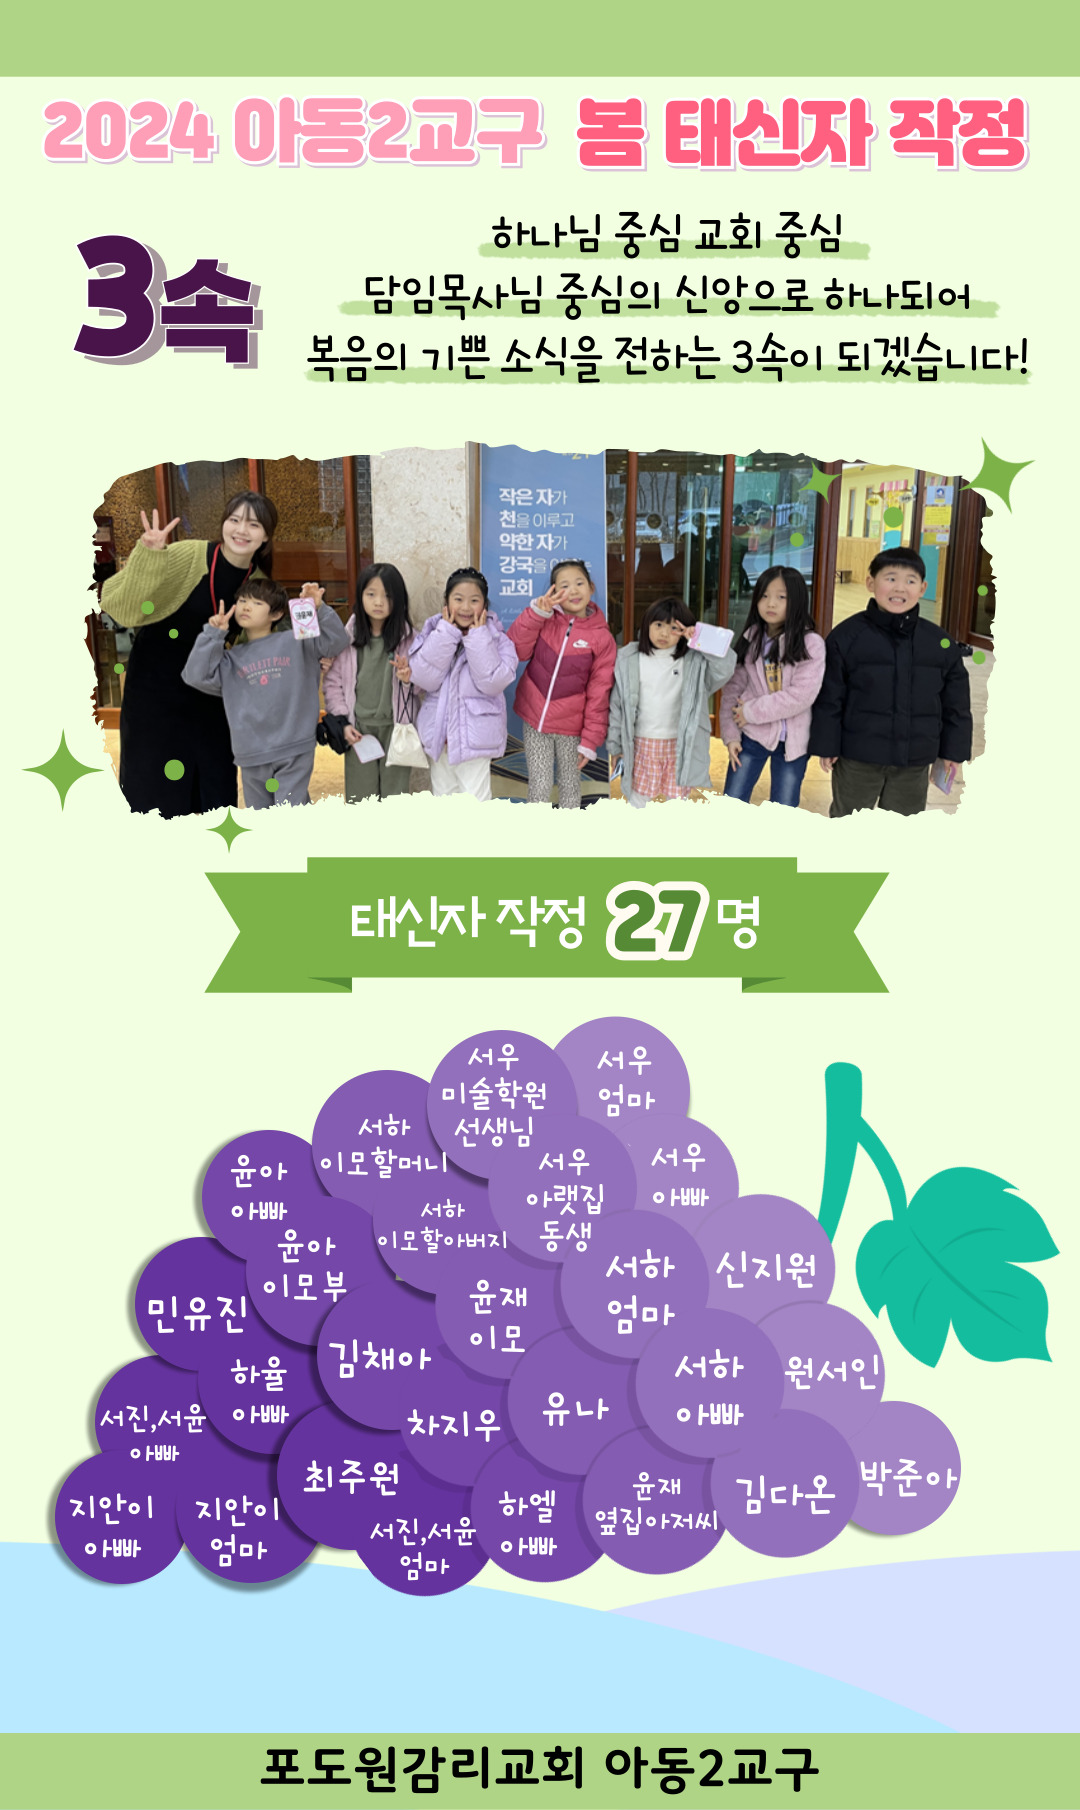 2024 아동2교구 봄 태신자 작정
3속
하나님 중심 교회 중심
담임목사님 중심의 신앙으로 하나되어
복음의 기쁜 소식을 전하는 3속이 되겠습니다!
작은 자가
천을 이루고
약한 자가
강국을
교회
태신자 작정 27명
서우
미술학원
선생님
서우
엄마
서하
이모할머니
서우
아랫집
동생
서우
아빠
윤아
아빠
서하
이모할아버지
윤아
이모부
서하
엄마
신지원
민유진
윤재
이모
김채아
서하
아빠
원서인
하율
아빠
유나
서진,서윤
아빠
차지우
최주원
김다온
박준아
지안이
아빠
지안이
엄마
서진,서윤
엄마
하엘
아빠
윤재
옆집아저씨
포도원감리교회 아동2교구